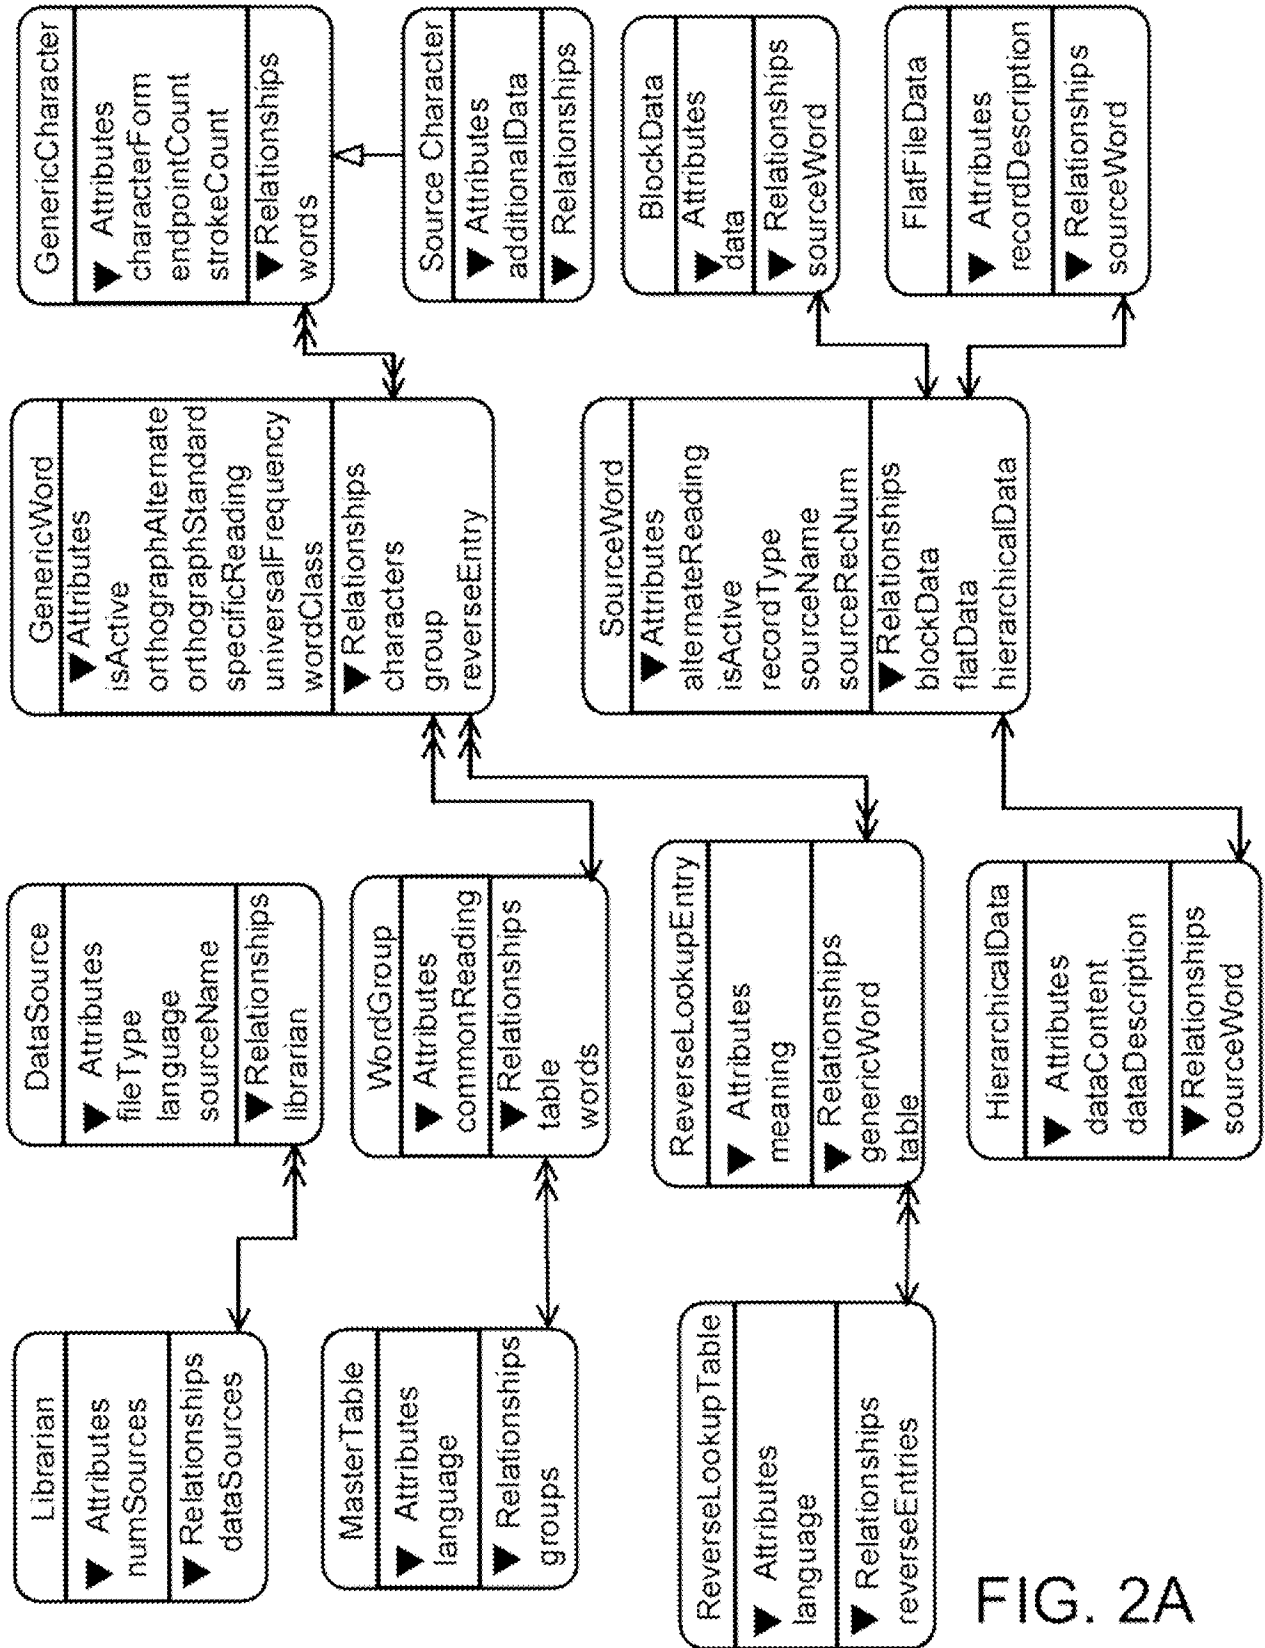 Librarian
Attributes
numSources
Relationships
dataSources
DataSource
Attributes
fileType
language
sourceName
Relationships
librarian
GenericWord
Attributes
isActive
orthographAlternate
orthographStandard
specificReading
universalFrequency
wordClass
Relationships
characters
group
reverseEntry
GenericCharacter
Attributes
characterForm
endpointCount
strokeCount
Relationships
words
MasterTable
Attributes
language
Relationships
groups
WordGroup
Attributes
commonReading
Relationships
table
words
Source Character
Attributes
additionalData
Relationships
ReverseLookupTable
Attributes
language
Relationships
reverseEntries
ReverseLookupEntry
Attributes
meaning
Relationships
genericWord
table
SourceWord
Attributes
alternateReading
isActive
recordType
sourceName
sourceRecNum
Relationships
blockData
flatData
hierarchicalData
BlockData
Attributes
data
Relationships
sourceWord
HierarchicalData
Attributes
dataContent
dataDescription
Relationships
sourceWord
FlatFileData
Attributes
recordDescription
Relationships
sourceWord
FIG. 2A